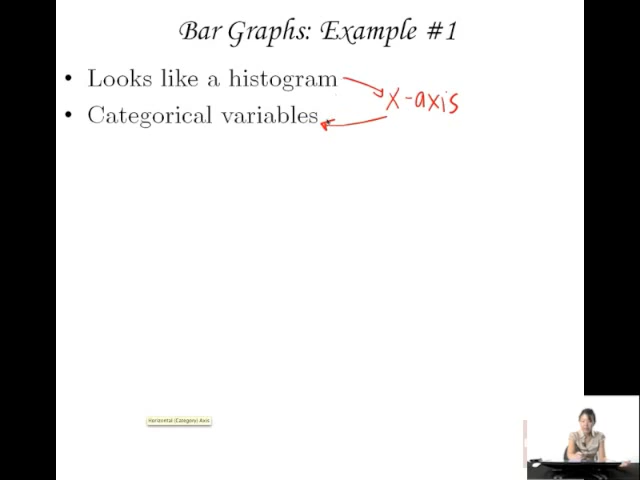 Bar Graphs: Example #1
• Looks like a histogram
x-axis
• Categorical variables
Horizontal (Category) Axis